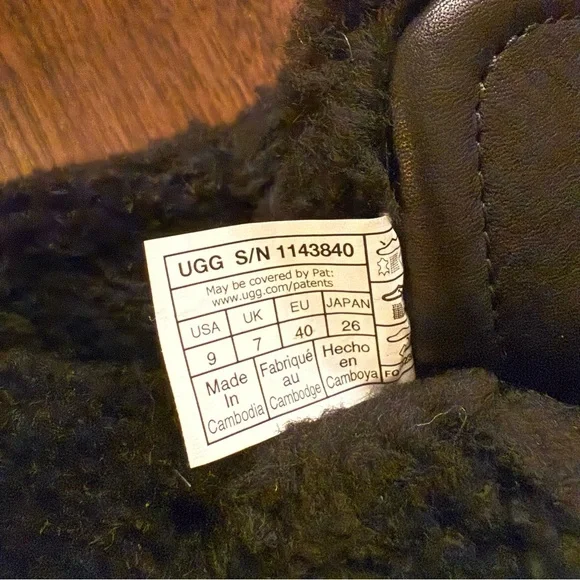 UGG S/N 1143840
May be covered by Pat:
www.ugg.com/patents
USA UK EU JAPAN
9 7 40 26
Made In Cambodia
Fabriqué au Cambodge
Hecho en Camboya